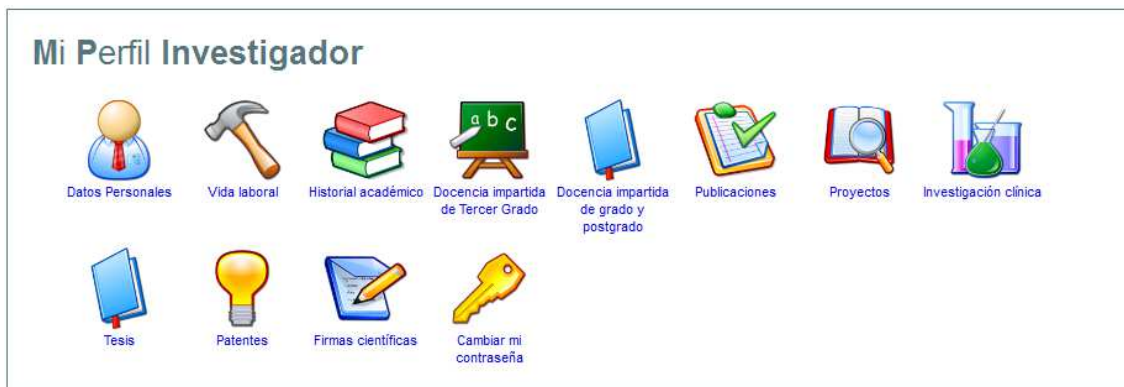 Mi Perfil Investigador
a b c
Datos Personales
Vida laboral
Historial académico
Docencia impartida
de Tercer Grado
Docencia impartida
de grado y
postgrado
Publicaciones
Proyectos
Investigación clínica
Tesis
Patentes
Firmas científicas
Cambiar mi
contraseña